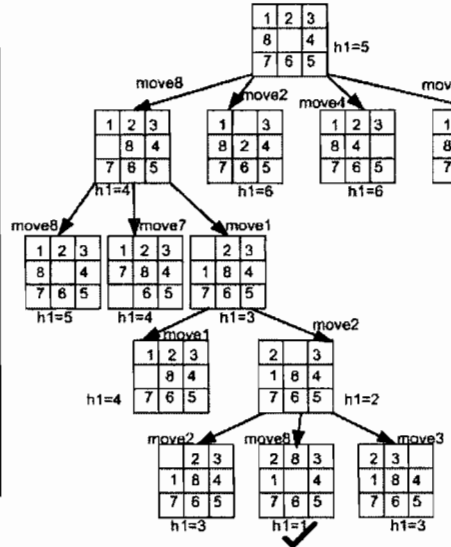 1 2 3
8 4
7 6 5
h1=5
move8
move2
move4
mov
1 2 3
8 4
7 6 5
h1=4
1 3
8 2 4
7 6 5
h1=6
1 2 3
8 4
7 6 5
h1=6
1
8
7
move8
move7
move1
1 2 3
8 4
7 6 5
h1=5
1 2 3
7 8 4
6 5
h1=4
2 3
1 8 4
7 6 5
h1=3
move1
move2
1 2 3
8 4
7 6 5
h1=4
2 3
1 8 4
7 6 5
h1=2
move2
move8
move3
2 3
1 8 4
7 6 5
h1=3
2 8 3
1 4
7 6 5
h1=1
2 3
1 8 4
7 6 5
h1=3